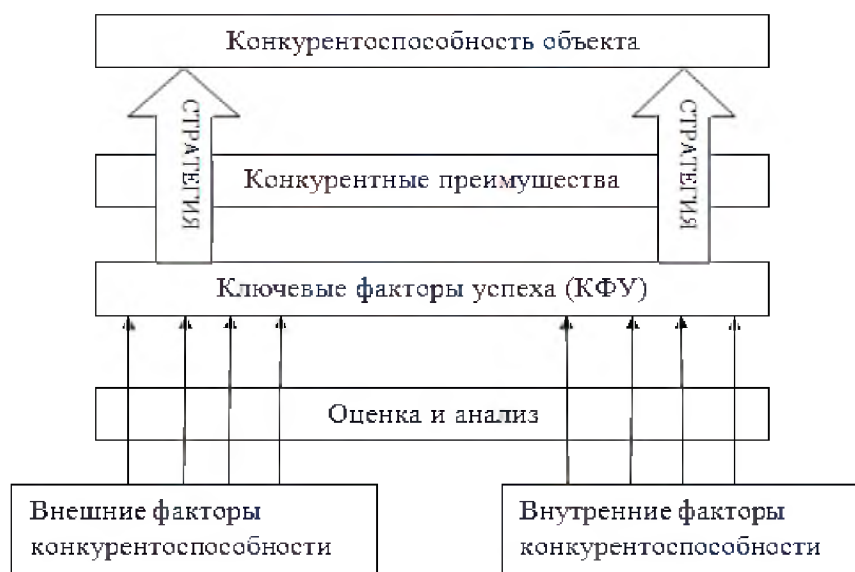 Конкурентоспособность объекта
СТРАТЕГИЯ
СТРАТЕГИЯ
Конкурентные преимущества
Ключевые факторы успеха (КФУ)
Оценка и анализ
Внешние факторы
конкурентоспособности
Внутренние факторы
конкурентоспособности